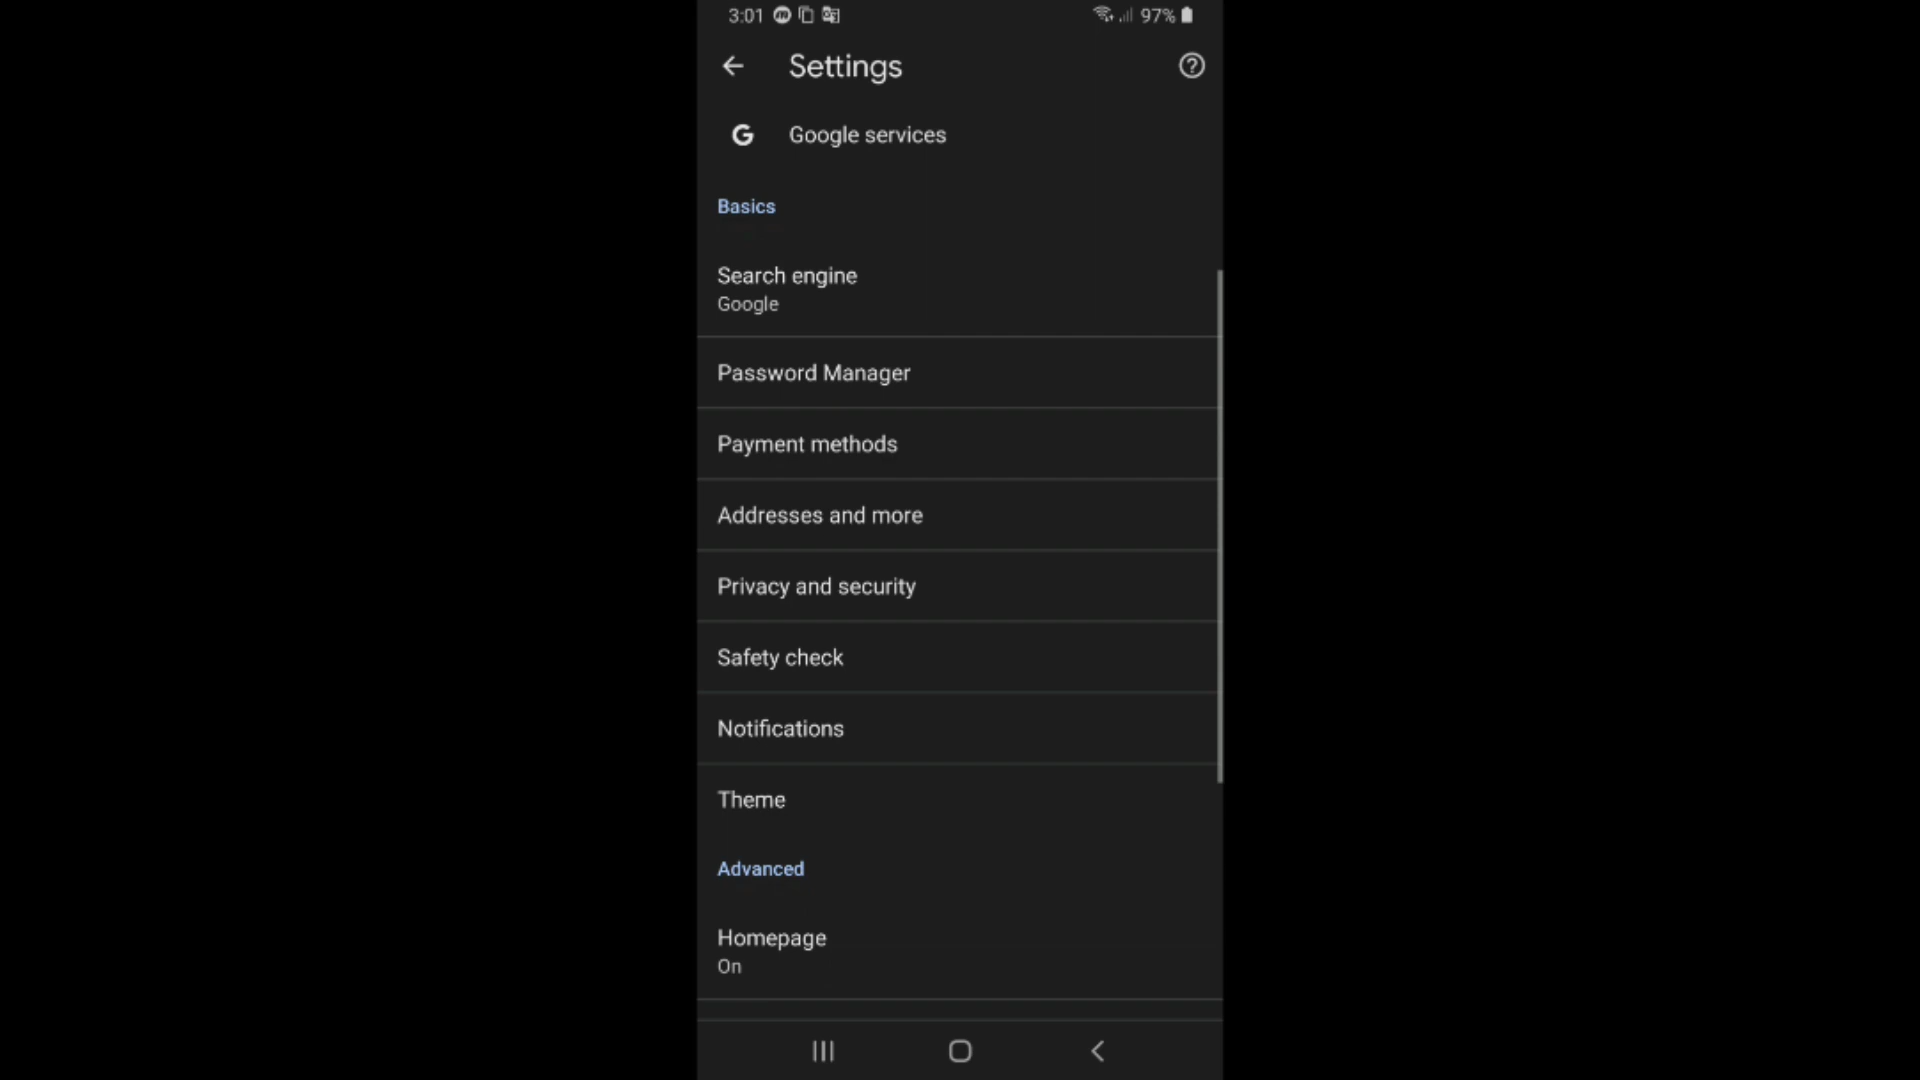 3:01 97%
Settings
Google services
Basics
Search engine
Google
Password Manager
Payment methods
Addresses and more
Privacy and security
Safety check
Notifications
Theme
Advanced
Homepage
On